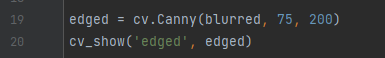 19 edged = cv.Canny(blurred, 75, 200)
20 cv_show('edged', edged)